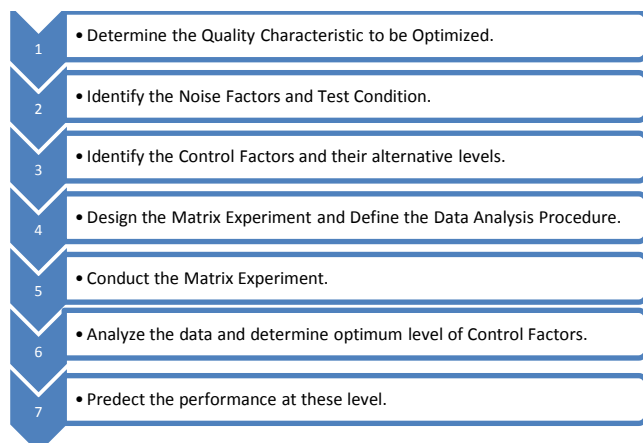 1 • Determine the Quality Characteristic to be Optimized.
2 • Identify the Noise Factors and Test Condition.
3 • Identify the Control Factors and their alternative levels.
4 • Design the Matrix Experiment and Define the Data Analysis Procedure.
5 • Conduct the Matrix Experiment.
6 • Analyze the data and determine optimum level of Control Factors.
7 • Predect the performance at these level.